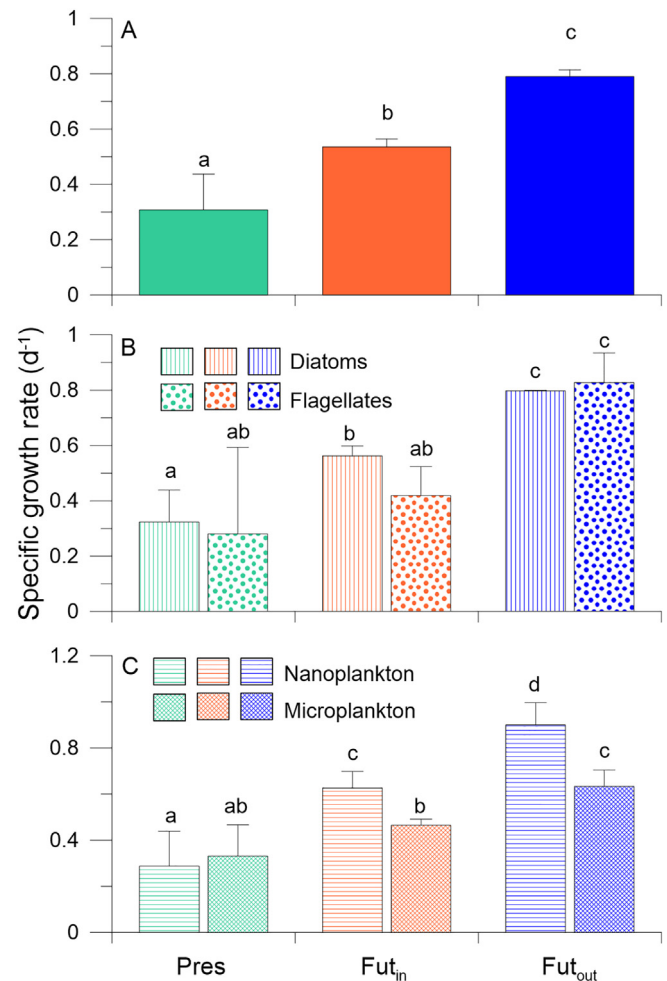 Specific growth rate (d⁻¹)
A
1
0.8
0.6
0.4
0.2
0
a
b
c
B
1
0.8
0.6
0.4
0.2
0
Diatoms
Flagellates
a
ab
b
ab
c
c
C
1.2
0.8
0.4
0
Nanoplankton
Microplankton
a
ab
c
b
d
c
Pres Fut_in Fut_out